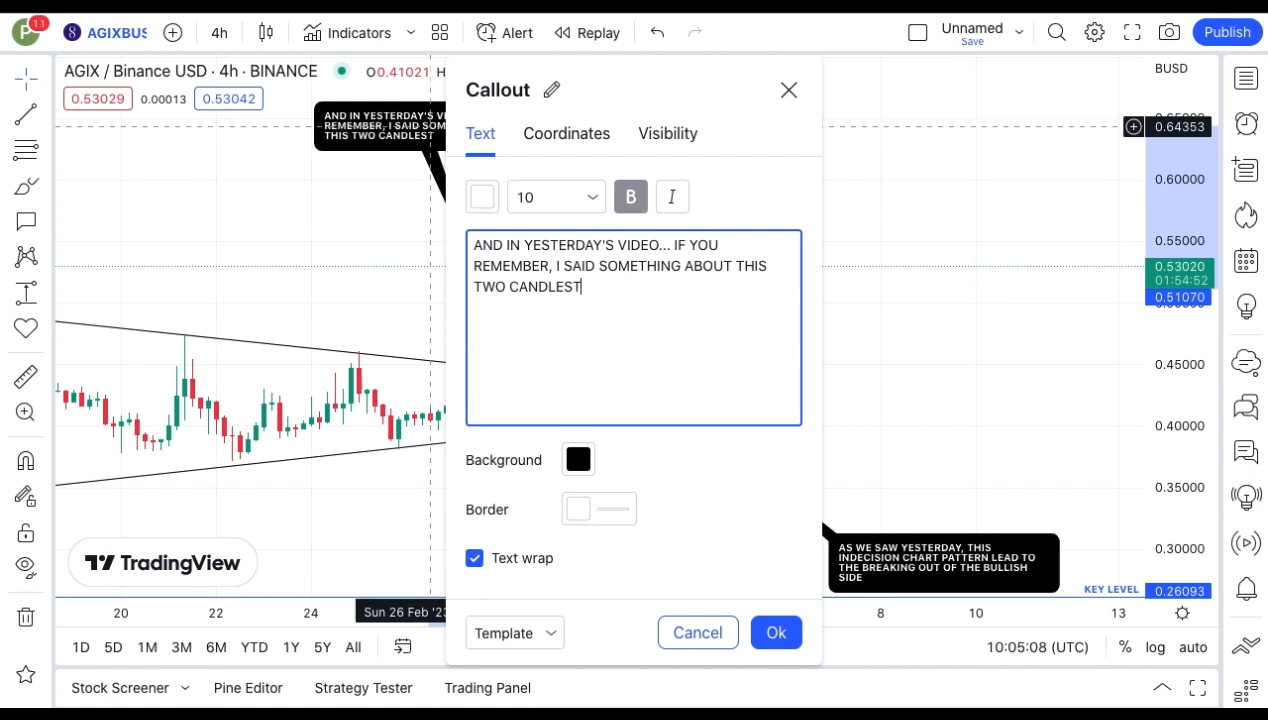 P 11 AGIXBUS 4h Indicators Alert Replay Unnamed Save Publish
AGIX / Binance USD · 4h · BINANCE O0.41021 H
0.53029 0.00013 0.53042
AND IN YESTERDAY'S
REMEMBER, I SAID
THIS TWO CANDLEST
Callout
Text Coordinates Visibility
10 B I
AND IN YESTERDAY'S VIDEO... IF YOU
REMEMBER, I SAID SOMETHING ABOUT THIS
TWO CANDLEST
Background
Border
Text wrap
Template Cancel Ok
BUSD
0.64353
0.60000
0.55000
0.53020
01:54:52
0.51070
0.45000
0.40000
0.35000
0.30000
AS WE SAW YESTERDAY, THIS
INDECISION CHART PATTERN LEAD TO
THE BREAKING OUT OF THE BULLISH
SIDE
KEY LEVEL 0.26093
TradingView
20 22 24 Sun 26 Feb '23 8 10 13
1D 5D 1M 3M 6M YTD 1Y 5Y All 10:05:08 (UTC) % log auto
Stock Screener Pine Editor Strategy Tester Trading Panel